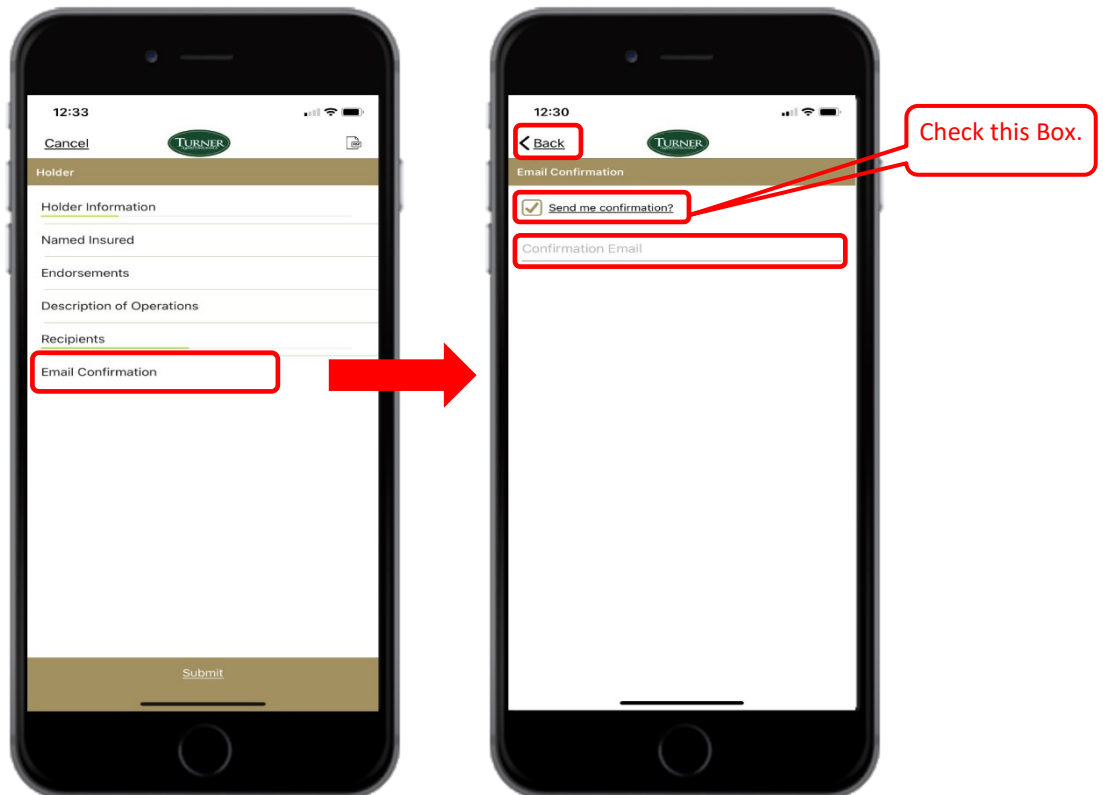 12:33
Cancel
TURNER
Holder
Holder Information
Named Insured
Endorsements
Description of Operations
Recipients
Email Confirmation
Submit
12:30
Back
TURNER
Email Confirmation
Send me confirmation?
Confirmation Email
Check this Box.